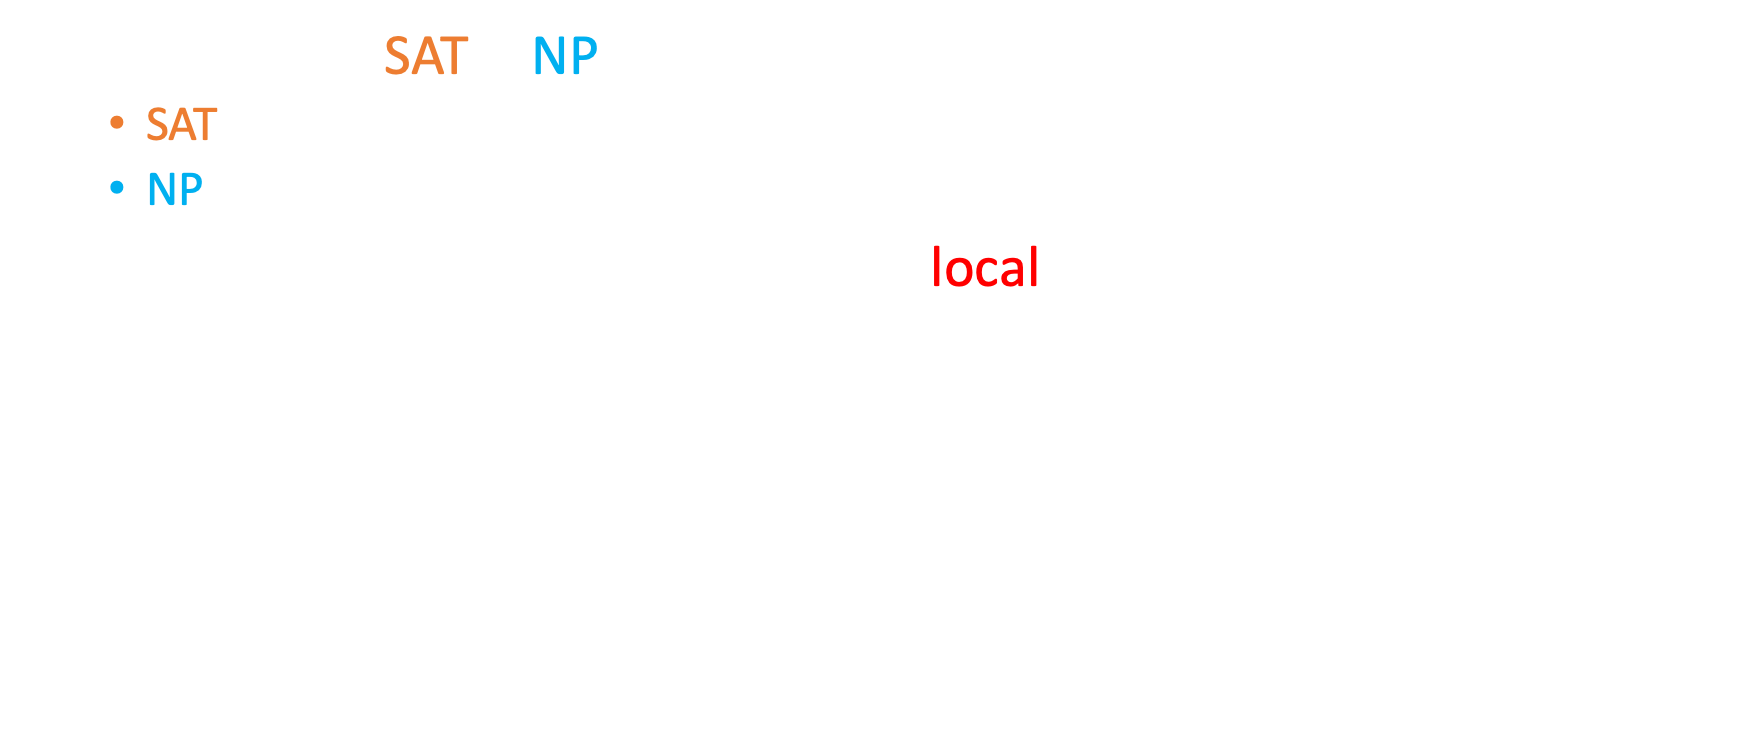 SAT NP
• SAT
• NP
local